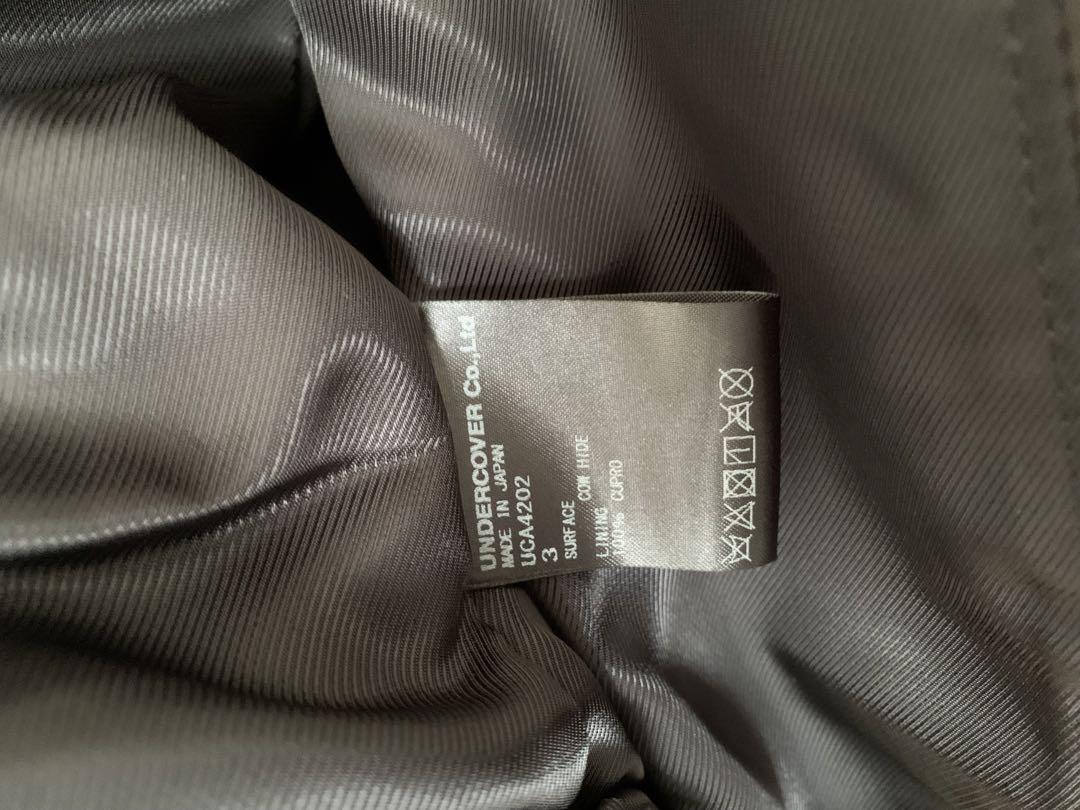 UNDERCOVER Co.,Ltd
MADE IN JAPAN
UCA4202
3
SURFACE
COW HIDE
LINING
100% CUPRO